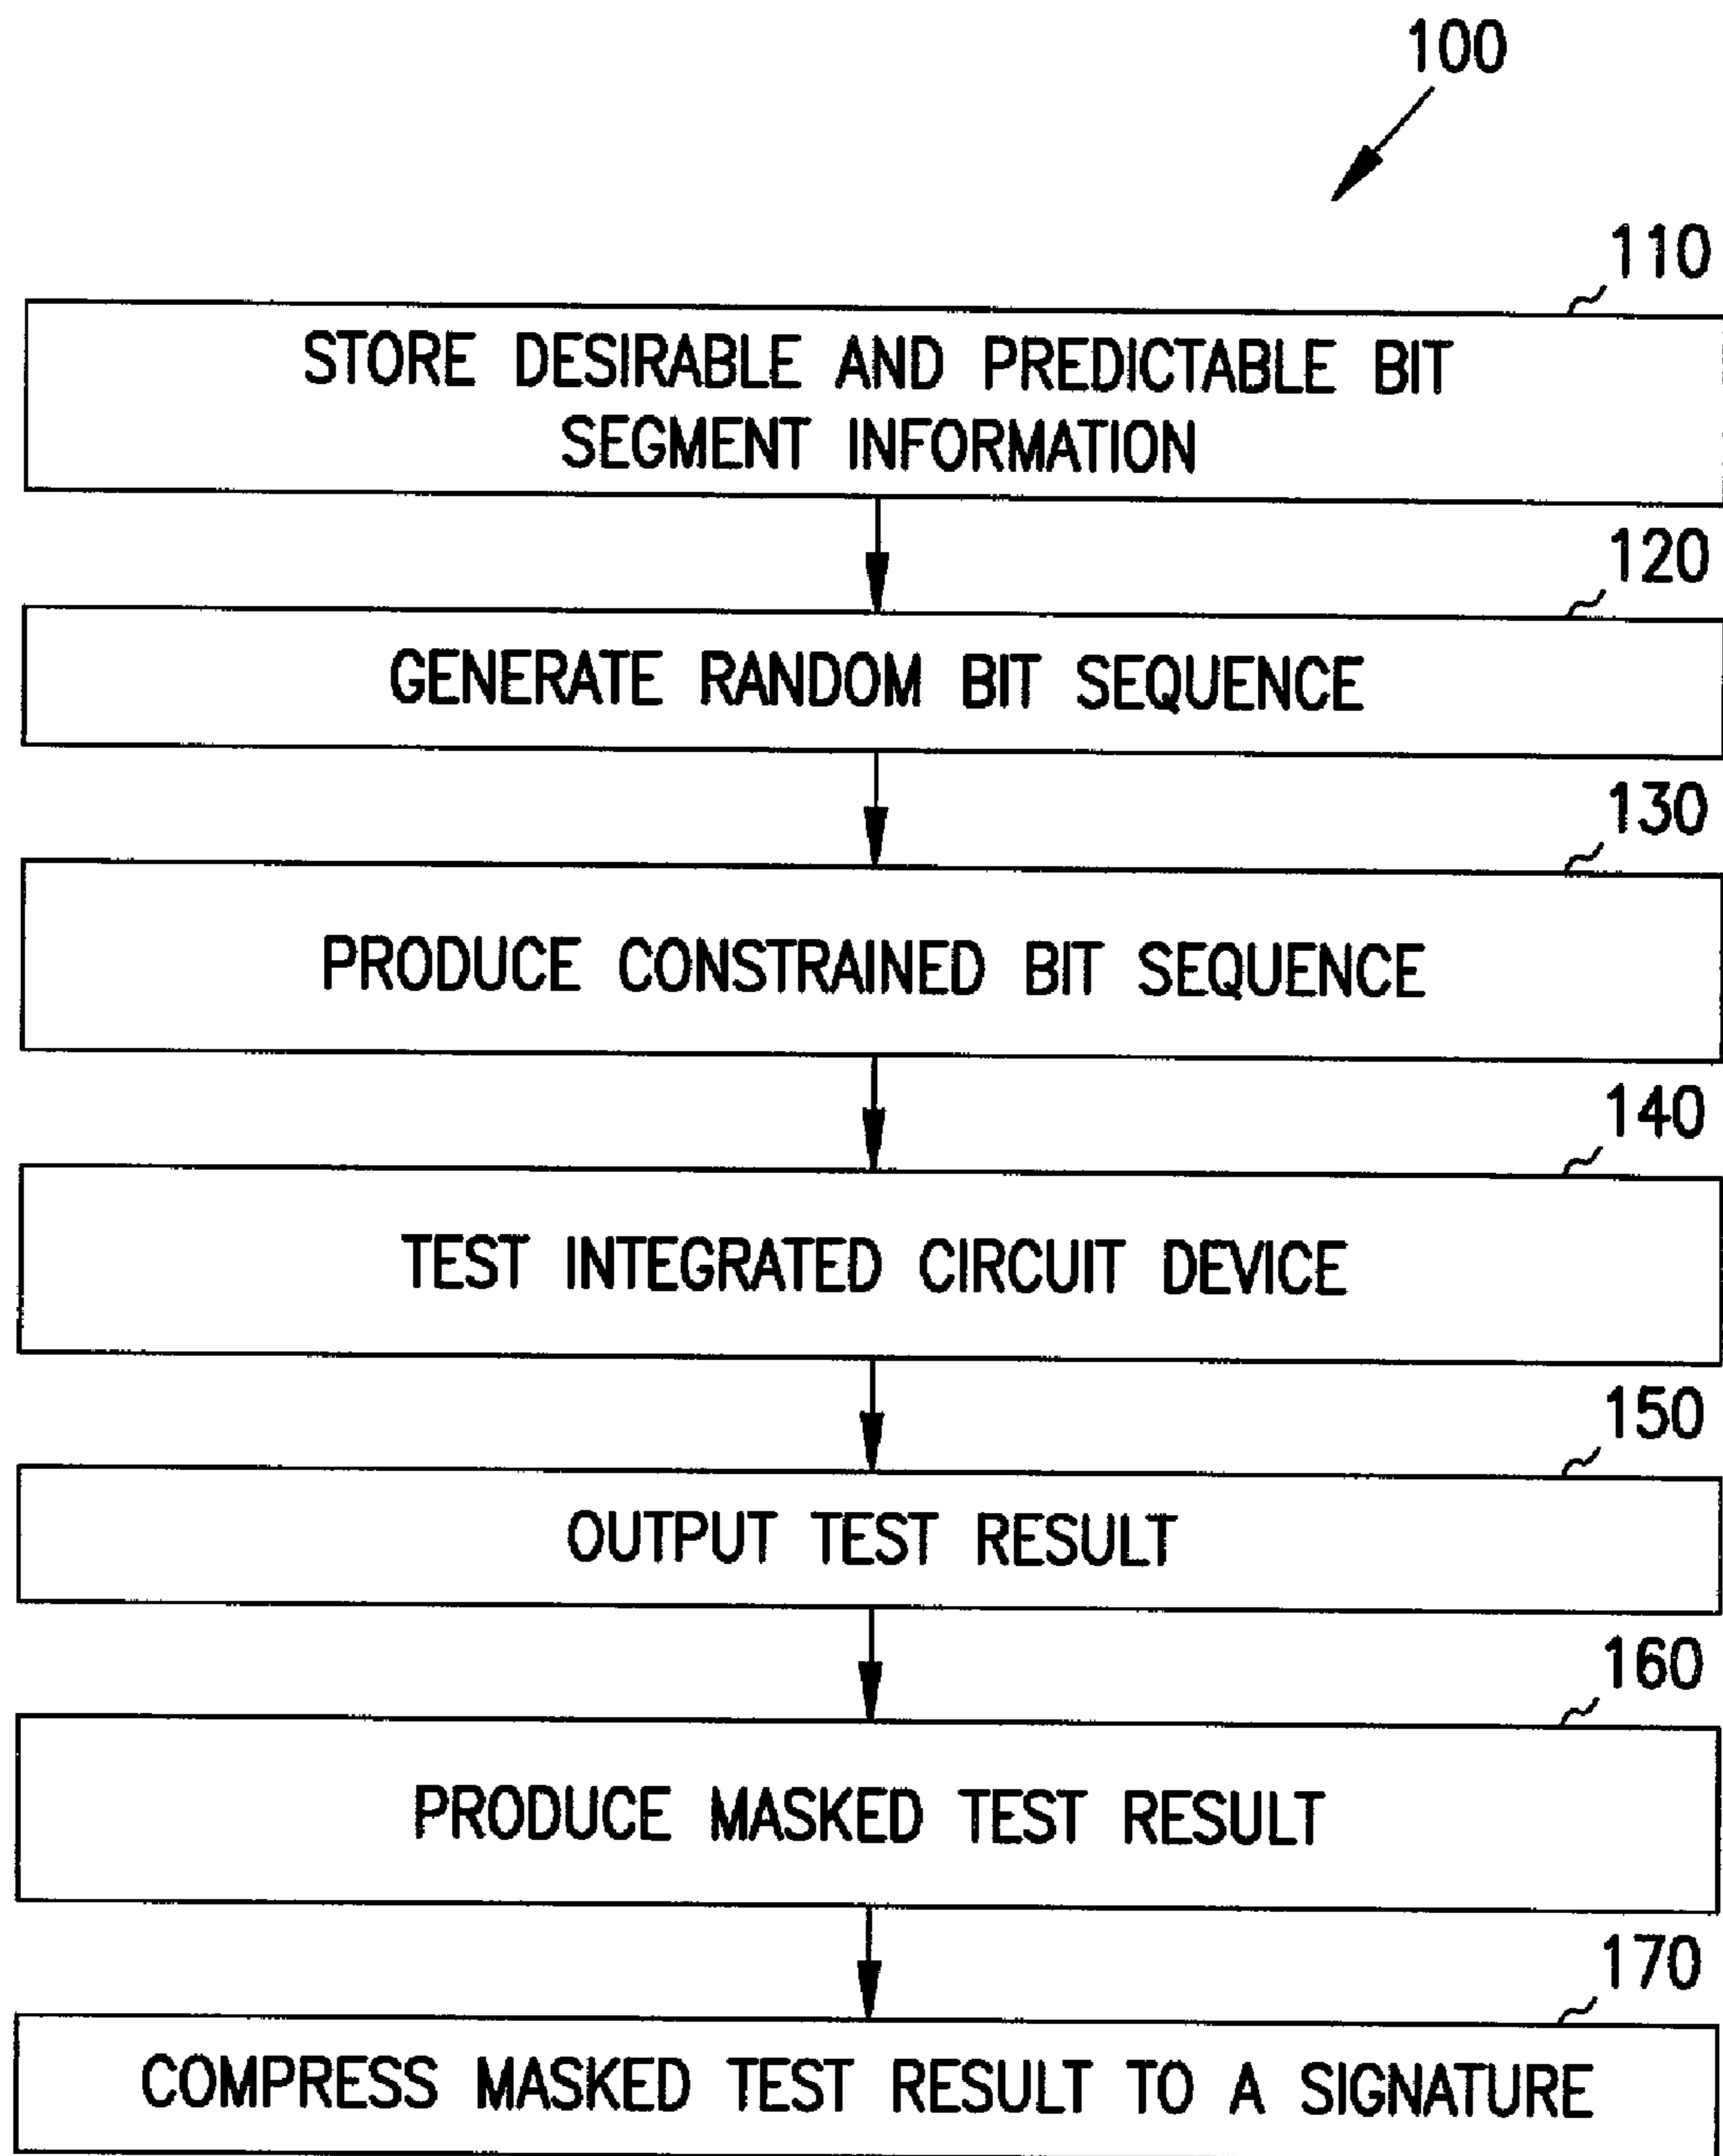 100
110
STORE DESIRABLE AND PREDICTABLE BIT
SEGMENT INFORMATION
120
GENERATE RANDOM BIT SEQUENCE
130
PRODUCE CONSTRAINED BIT SEQUENCE
140
TEST INTEGRATED CIRCUIT DEVICE
150
OUTPUT TEST RESULT
160
PRODUCE MASKED TEST RESULT
170
COMPRESS MASKED TEST RESULT TO A SIGNATURE